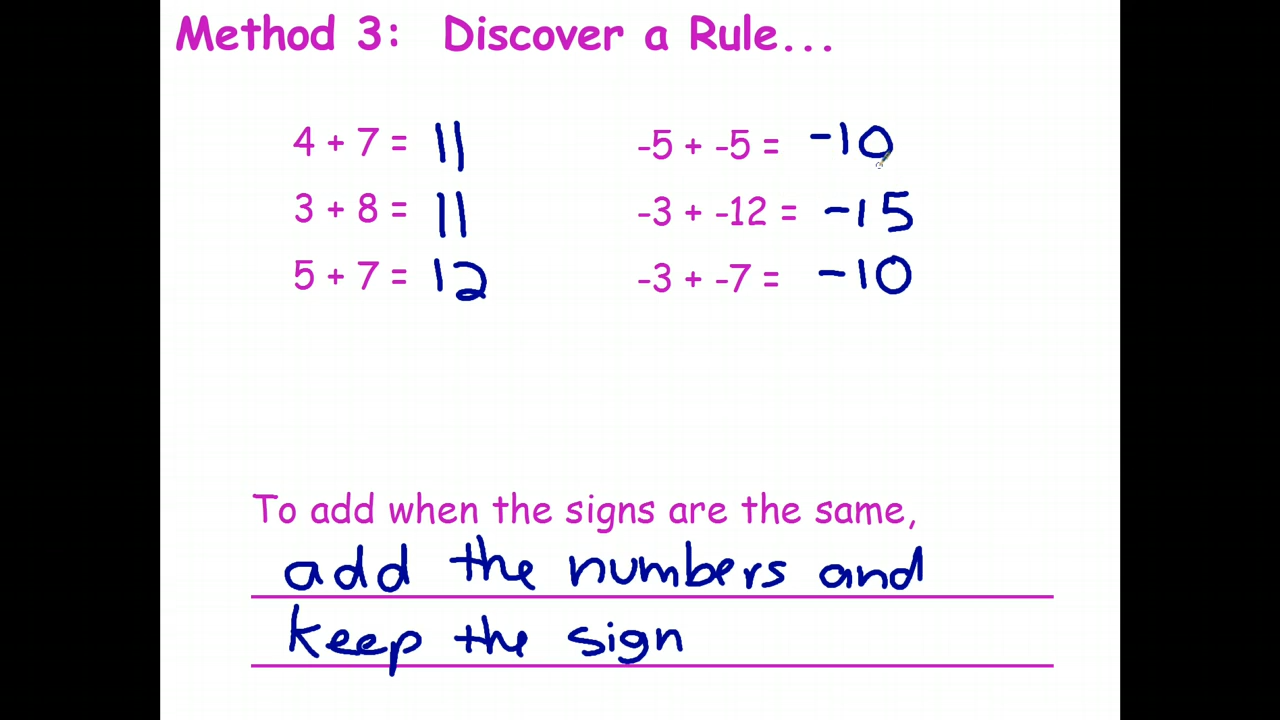 Method 3: Discover a Rule...
4 + 7 = 11
3 + 8 = 11
5 + 7 = 12
-5 + -5 = -10
-3 + -12 = -15
-3 + -7 = -10
To add when the signs are the same,
add the numbers and
keep the sign